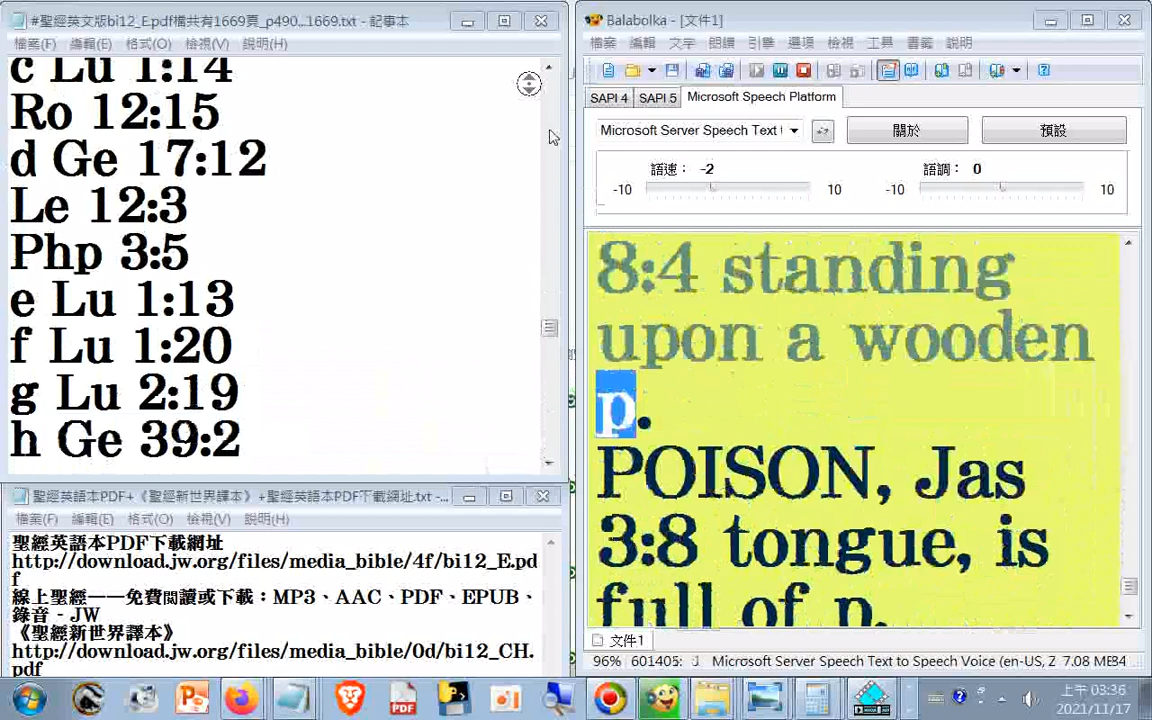 #聖經英文版bi12_E.pdf檔共有1669頁_p490...1669.txt - 記事本
檔案(F) 編輯(E) 格式(O) 檢視(V) 說明(H)
c Lu 1:14
Ro 12:15
d Ge 17:12
Le 12:3
Php 3:5
e Lu 1:13
f Lu 1:20
g Lu 2:19
h Ge 39:2
聖經英語本PDF+《聖經新世界譯本》+聖經英語本PDF下載網址.txt -...
檔案(F) 編輯(E) 格式(O) 檢視(V) 說明(H)
聖經英語本PDF下載網址
http://download.jw.org/files/media_bible/4f/bi12_E.pd
f
線上聖經——免費閱讀或下載：MP3、AAC、PDF、EPUB、
錄音 - JW
《聖經新世界譯本》
http://download.jw.org/files/media_bible/0d/bi12_CH.
pdf
Balabolka - [文件1]
檔案 編輯 文字 朗讀 引擎 選項 檢視 工具 書籤 說明
SAPI 4 SAPI 5 Microsoft Speech Platform
Microsoft Server Speech Text 關於 預設
語速： -2 語調： 0
-10 10 -10 10
8:4 standing
upon a wooden
p.
POISON, Jas
3:8 tongue, is
full of p.
文件1
96% 601405: Microsoft Server Speech Text to Speech Voice (en-US, Z 7.08 MB
上午 03:36
2021/11/17